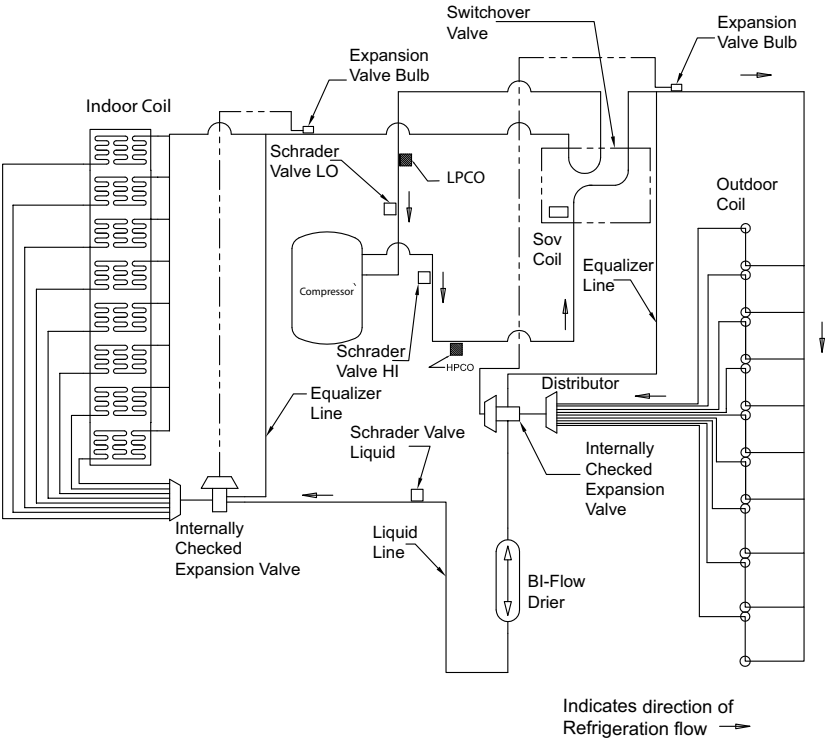 Switchover
Valve
Expansion
Valve Bulb
Expansion
Valve Bulb
Indoor Coil
Schrader
Valve LO
LPCO
Outdoor
Coil
Sov
Coil
Equalizer
Line
Compressor`
Schrader
Valve HI
HPCO
Distributor
Equalizer
Line
Schrader Valve
Liquid
Internally
Checked
Expansion
Valve
Internally
Checked
Expansion Valve
Liquid
Line
BI-Flow
Drier
Indicates direction of
Refrigeration flow